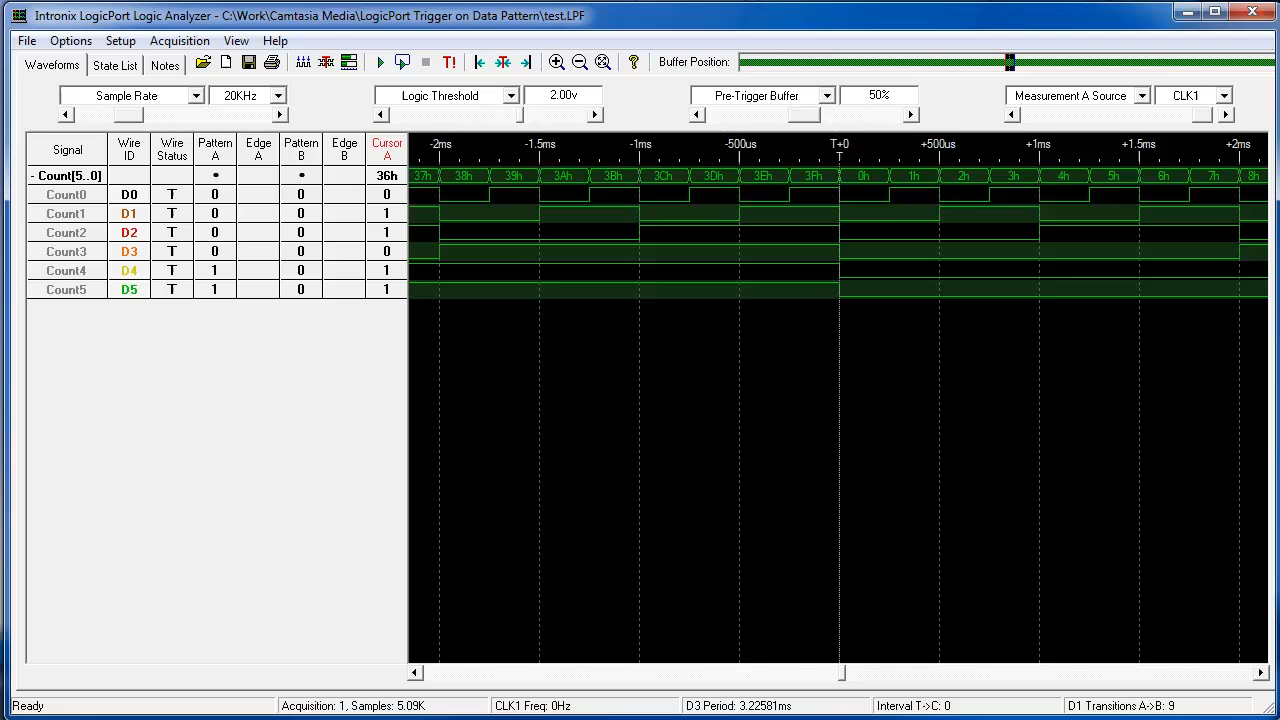 Intronix LogicPort Logic Analyzer - C:\Work\Camtasia Media\LogicPort Trigger on Data Pattern\test.LPF
File Options Setup Acquisition View Help
Waveforms State List Notes T! ? Buffer Position:
Sample Rate 20KHz Logic Threshold 2.00v Pre-Trigger Buffer 50% Measurement A Source CLK1
Signal Wire ID Wire Status Pattern A Edge A Pattern B Edge B Cursor A -2ms -1.5ms -1ms -500us T+0 +500us +1ms +1.5ms +2ms
- Count[5..0] • • 36h 37h 38h 39h 3Ah 3Bh 3Ch 3Dh 3Eh 3Fh 0h 1h 2h 3h 4h 5h 6h 7h 8h
Count0 D0 T 0 0 0
Count1 D1 T 0 0 1
Count2 D2 T 0 0 1
Count3 D3 T 0 0 0
Count4 D4 T 1 0 1
Count5 D5 T 1 0 1
Ready Acquisition: 1, Samples: 5.09K CLK1 Freq: 0Hz D3 Period: 3.22581ms Interval T->C: 0 D1 Transitions A->B: 9